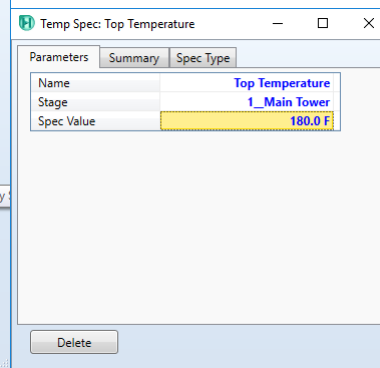 Temp Spec: Top Temperature
Parameters Summary Spec Type
Name Top Temperature
Stage 1__Main Tower
Spec Value 180.0 F
y
Delete